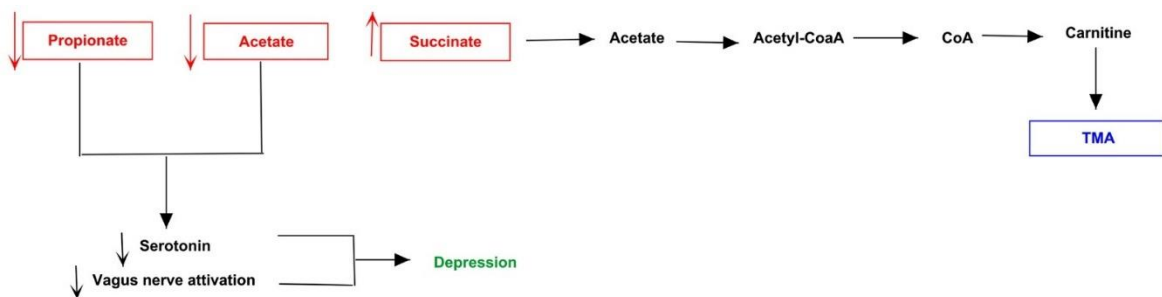 Propionate
Acetate
Succinate
Acetate
Acetyl-CoaA
CoA
Carnitine
TMA
Serotonin
Vagus nerve attivation
Depression